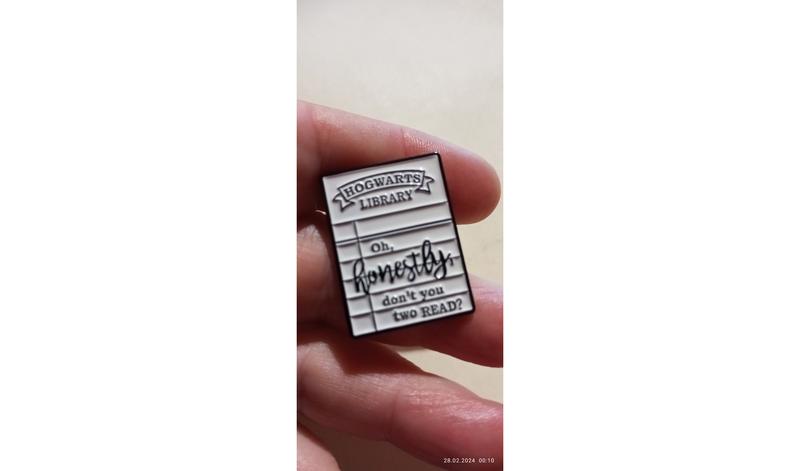 HOGWARTS
LIBRARY
Oh,
honestly,
don't you
two READ?
28.02.2024 00:10